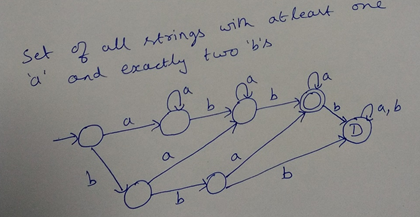 Set of all strings with atleast one
'a' and exactly two 'b's
a a a
a b b b a, b
D
b a a
b b